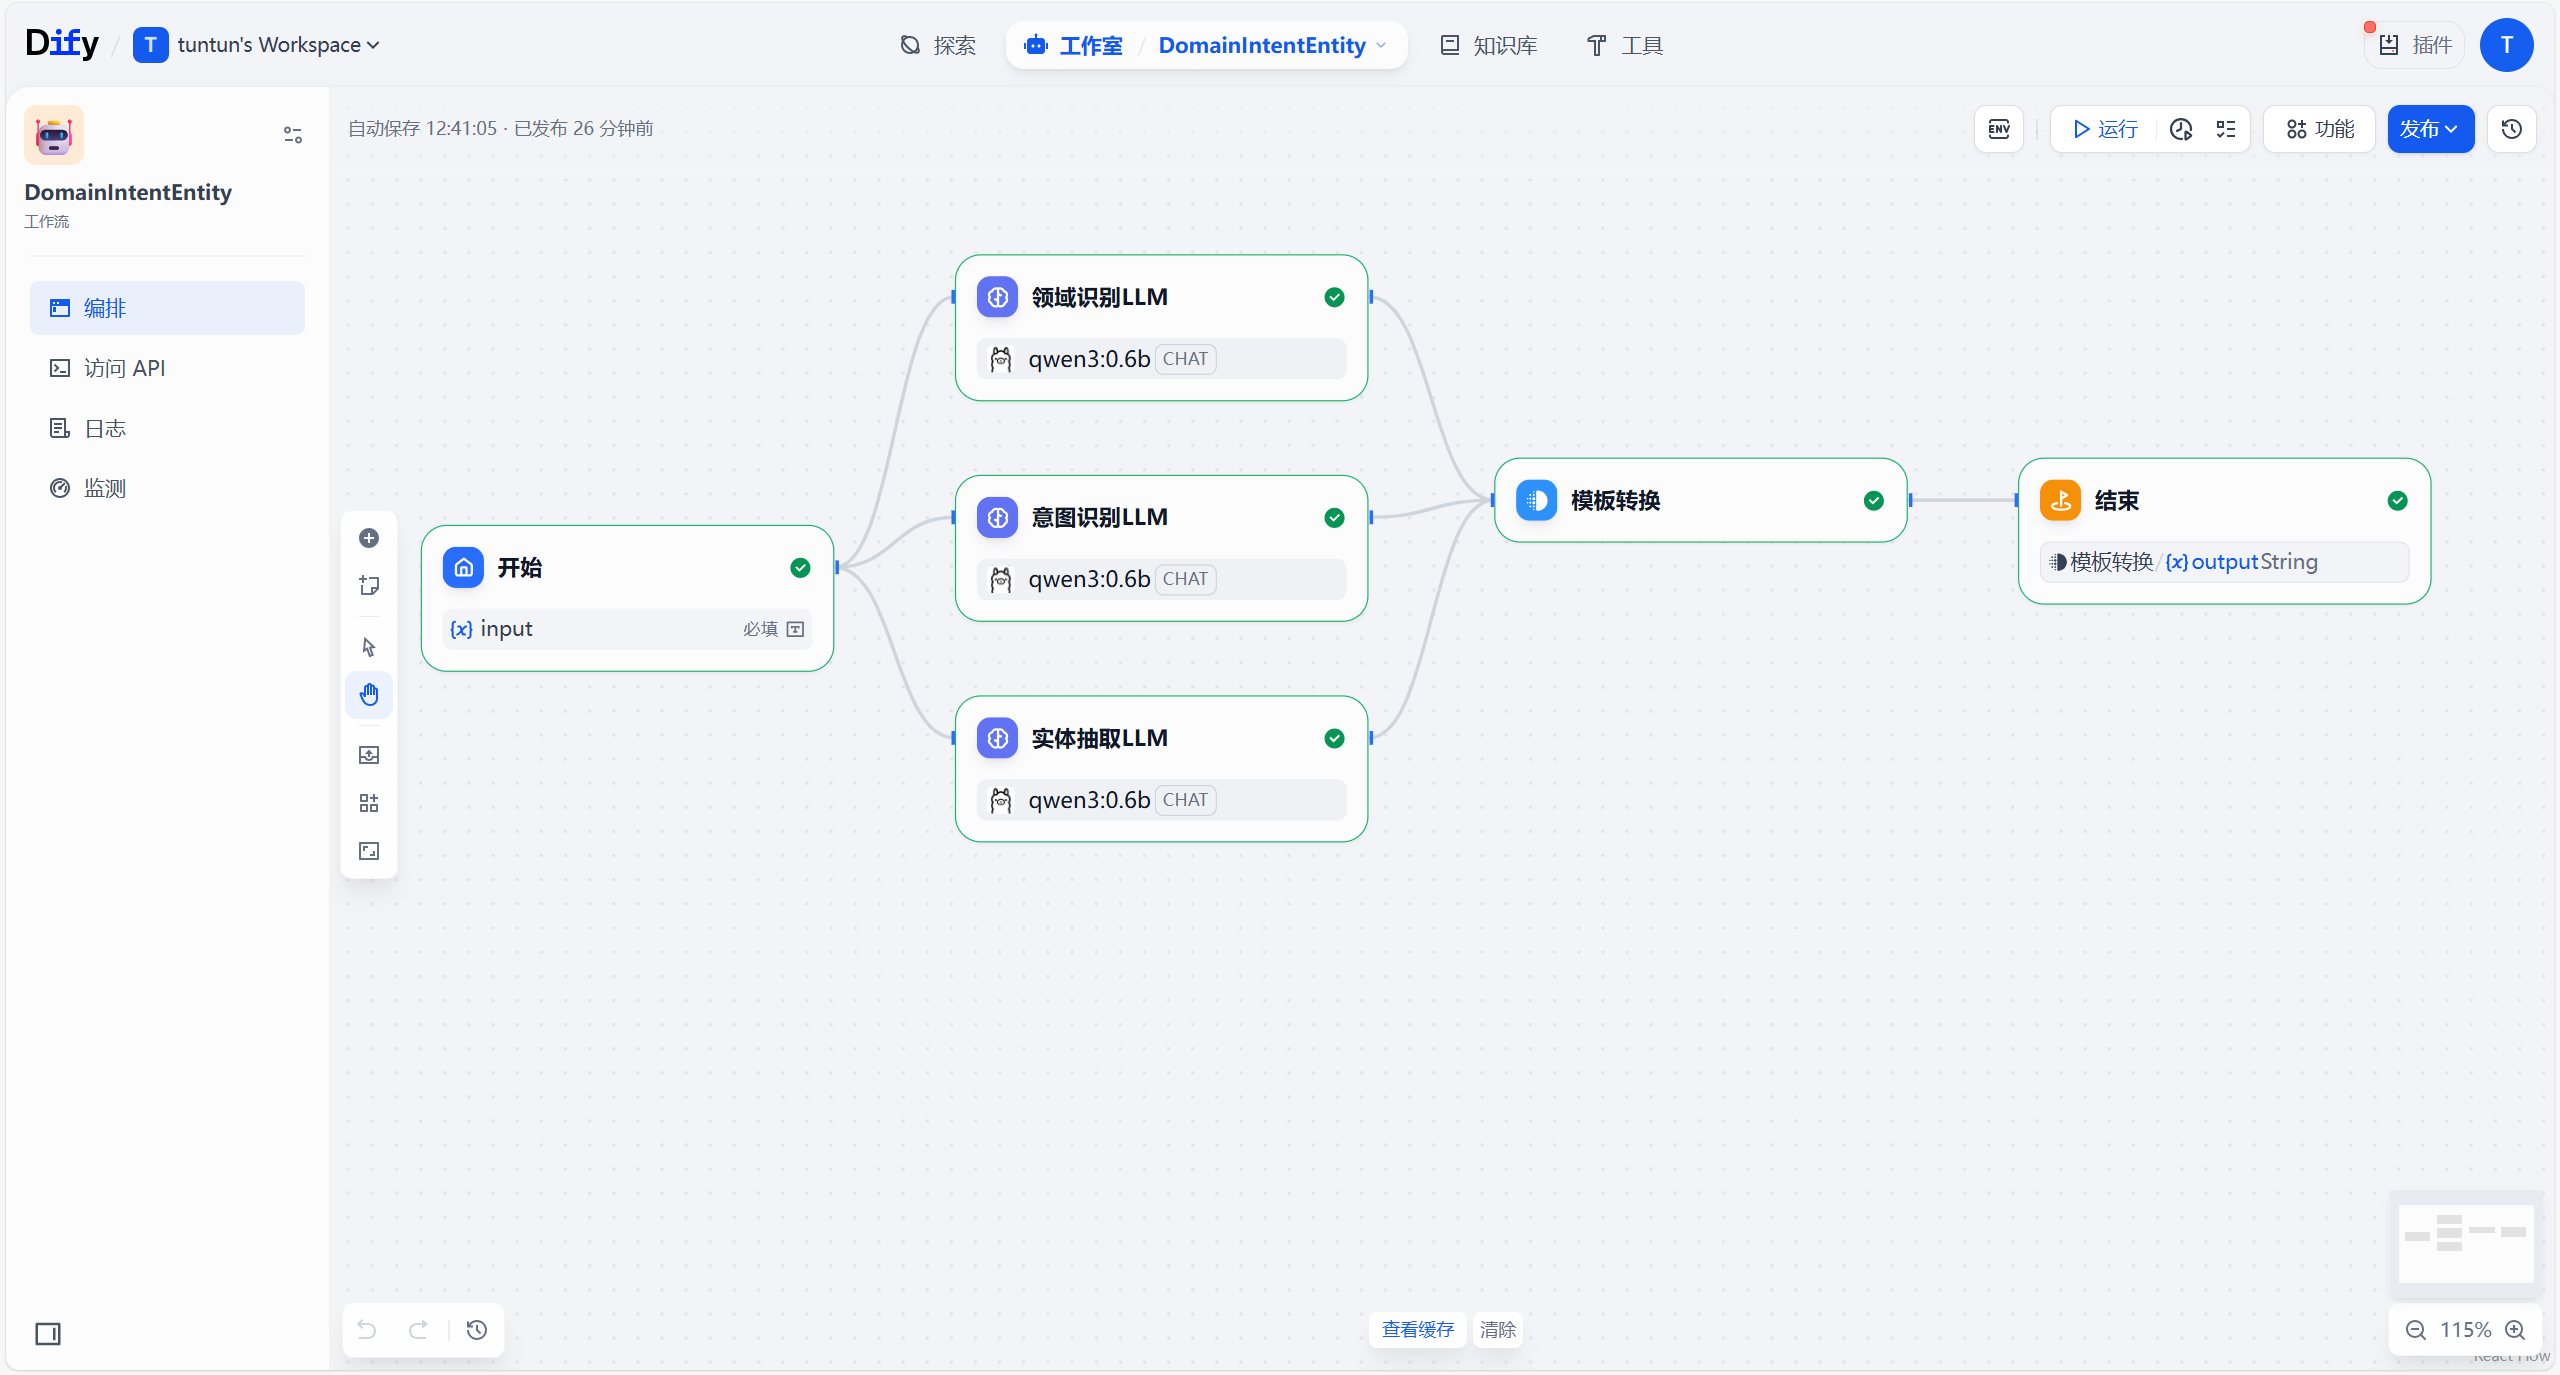 Dify / T tuntun's Workspace
探索
工作室 / DomainIntentEntity
知识库
工具
插件
T
DomainIntentEntity
工作流
编排
访问 API
日志
监测
自动保存 12:41:05 · 已发布 26 分钟前
ENV
运行
功能
发布
开始
{x} input
必填
领域识别LLM
qwen3:0.6b CHAT
意图识别LLM
qwen3:0.6b CHAT
实体抽取LLM
qwen3:0.6b CHAT
模板转换
结束
模板转换/{x}outputString
查看缓存
清除
115%
React Flow